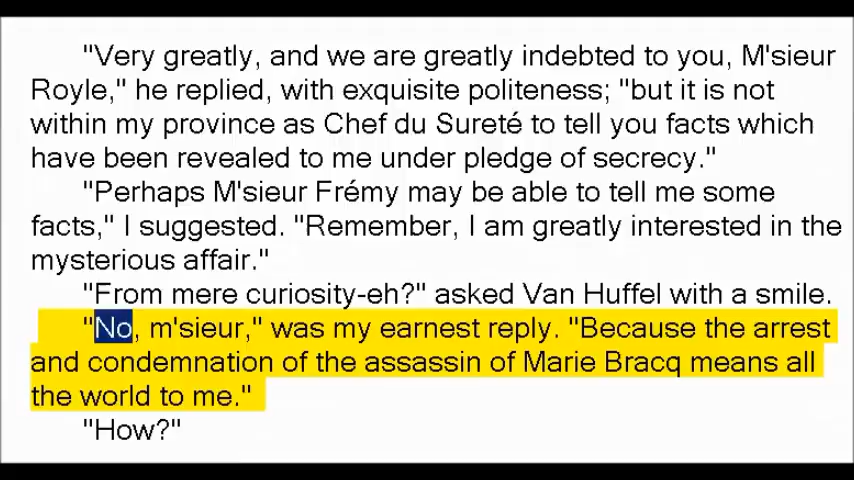 "Very greatly, and we are greatly indebted to you, M'sieur
Royle," he replied, with exquisite politeness; "but it is not
within my province as Chef du Sureté to tell you facts which
have been revealed to me under pledge of secrecy."
"Perhaps M'sieur Frémy may be able to tell me some
facts," I suggested. "Remember, I am greatly interested in the
mysterious affair."
"From mere curiosity-eh?" asked Van Huffel with a smile.
"No, m'sieur," was my earnest reply. "Because the arrest
and condemnation of the assassin of Marie Bracq means all
the world to me."
"How?"